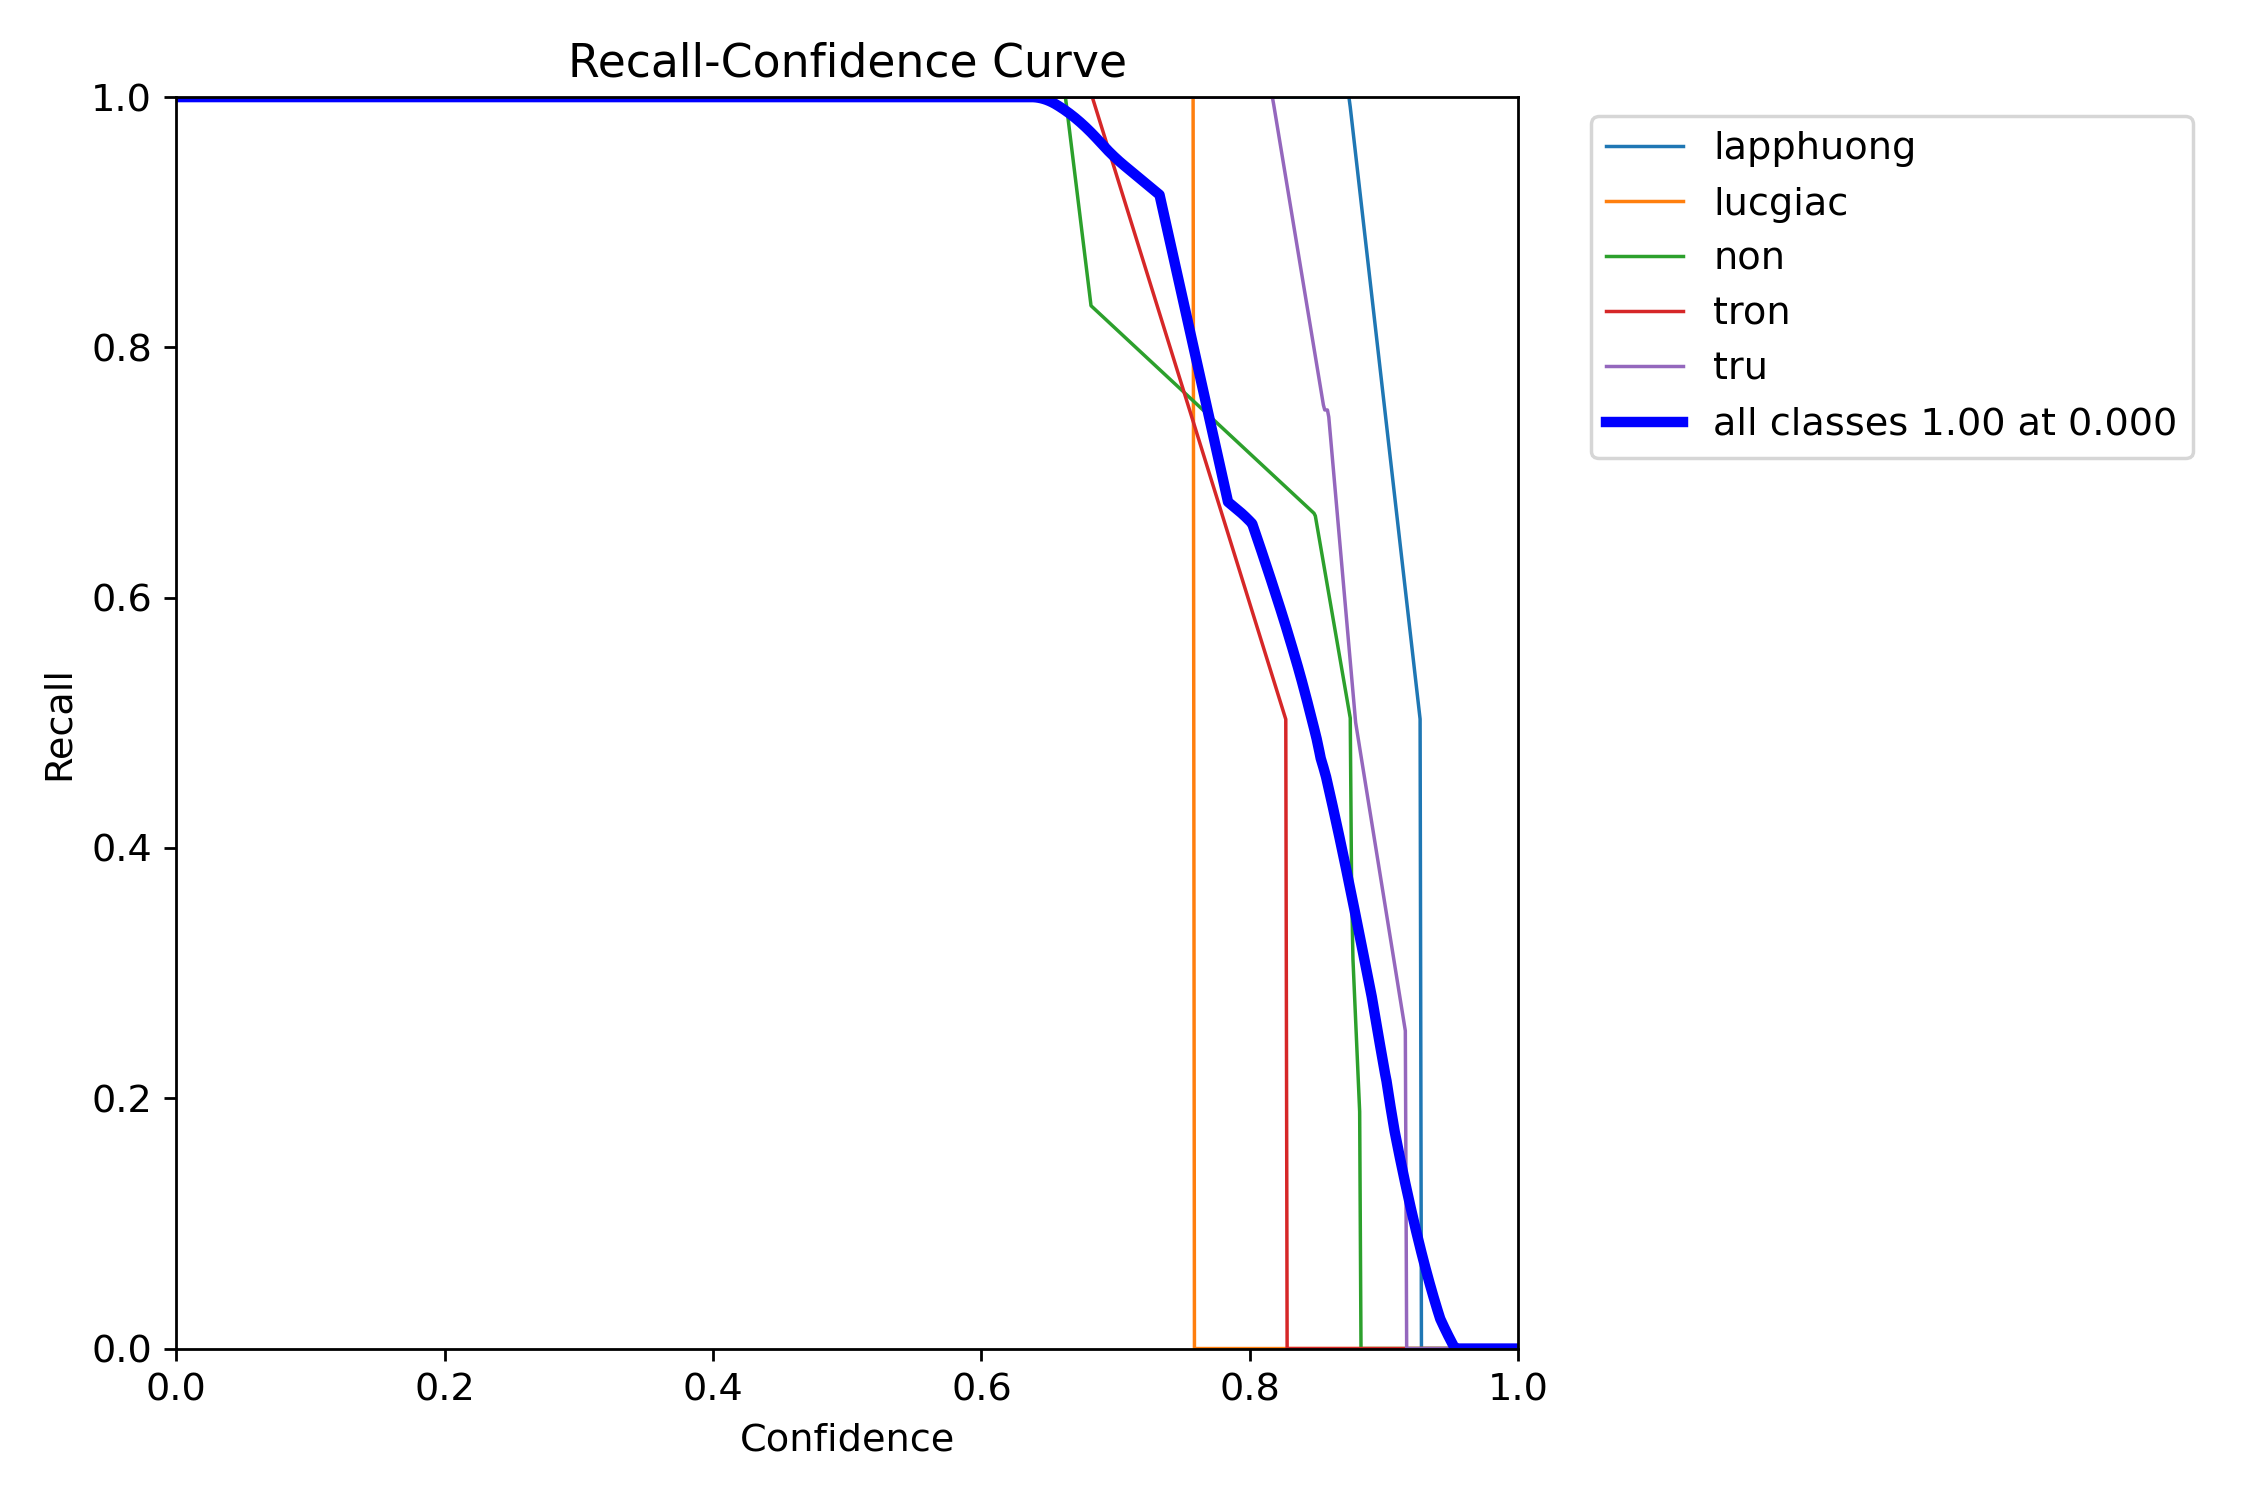 Recall-Confidence Curve
1.0
0.8
0.6
0.4
0.2
0.0
Recall
0.0 0.2 0.4 0.6 0.8 1.0
Confidence
lapphuong
lucgiac
non
tron
tru
all classes 1.00 at 0.000